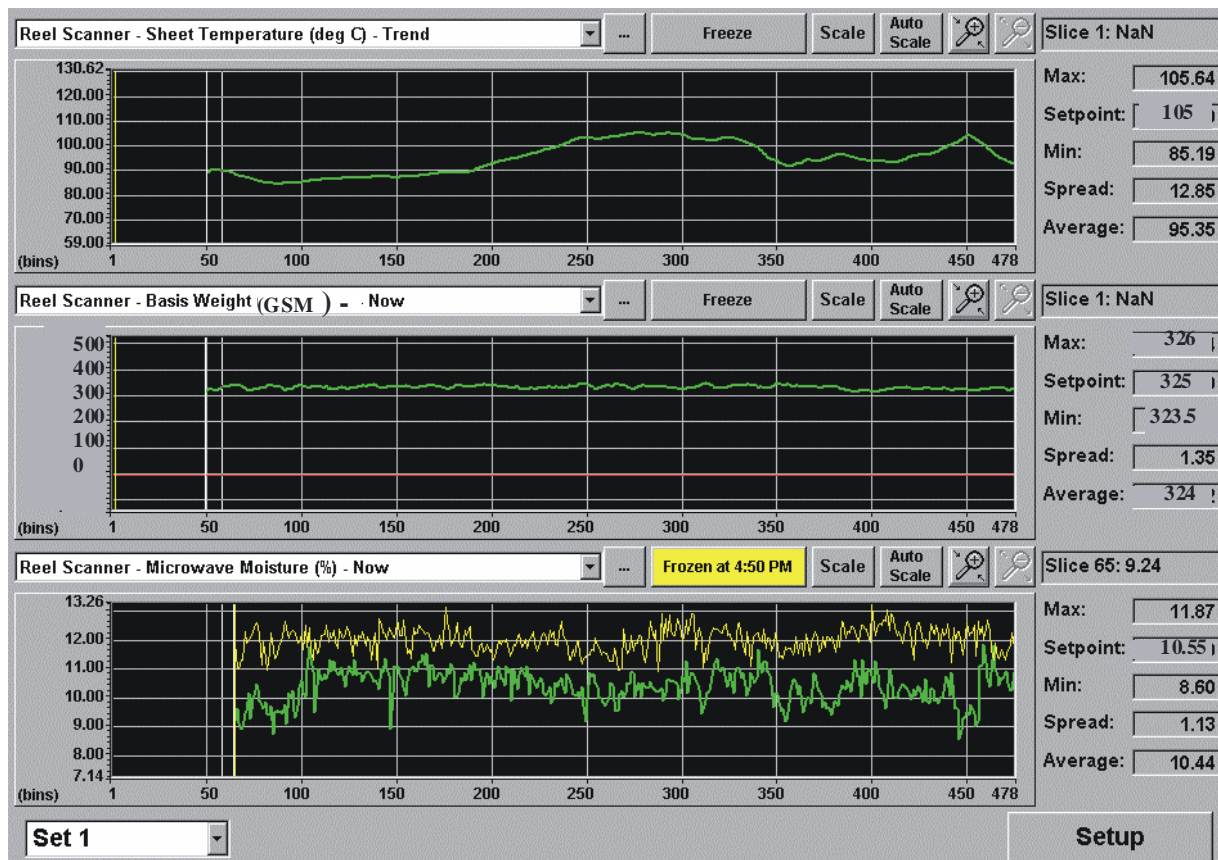 Reel Scanner - Sheet Temperature (deg C) - Trend
...
Freeze
Scale
Auto Scale
Slice 1: NaN
130.62
120.00
110.00
100.00
90.00
80.00
70.00
59.00
(bins) 1 50 100 150 200 250 300 350 400 450 478
Max: 105.64
Setpoint: 105
Min: 85.19
Spread: 12.85
Average: 95.35
Reel Scanner - Basis Weight (GSM ) - Now
...
Freeze
Scale
Auto Scale
Slice 1: NaN
500
400
300
200
100
0
(bins) 1 50 100 150 200 250 300 350 400 450 478
Max: 326
Setpoint: 325
Min: 323.5
Spread: 1.35
Average: 324
Reel Scanner - Microwave Moisture (%) - Now
...
Frozen at 4:50 PM
Scale
Auto Scale
Slice 65: 9.24
13.26
12.00
11.00
10.00
9.00
8.00
7.14
(bins) 1 50 100 150 200 250 300 350 400 450 478
Max: 11.87
Setpoint: 10.55
Min: 8.60
Spread: 1.13
Average: 10.44
Set 1
Setup